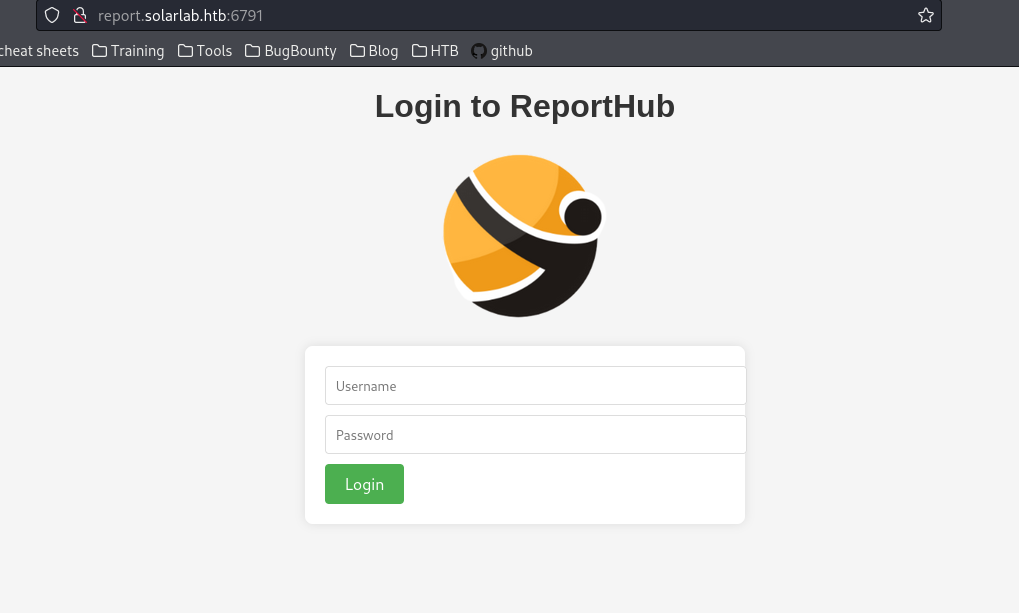 report.solarlab.htb:6791
cheat sheets Training Tools BugBounty Blog HTB github
Login to ReportHub
Username
Password
Login